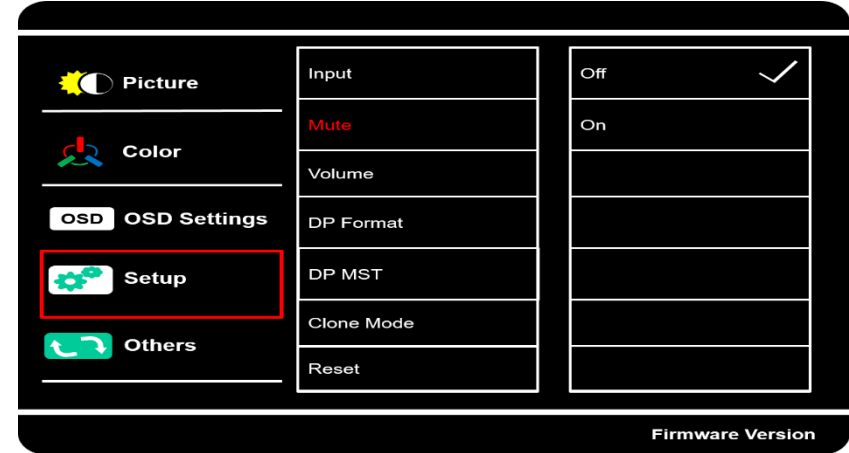 Picture
Color
OSD OSD Settings
Setup
Others
Input
Mute
Volume
DP Format
DP MST
Clone Mode
Reset
Off
On
Firmware Version